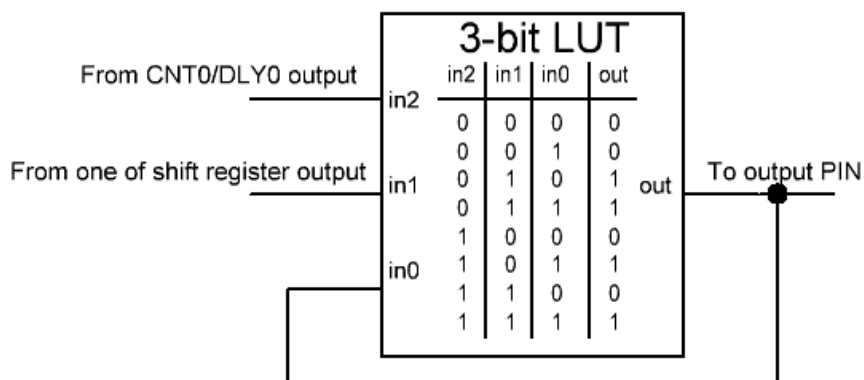 3-bit LUT
From CNT0/DLY0 output
in2 in1 in0 out
in2
0 0 0 0
0 0 1 0
From one of shift register output
0 1 0 1
To output PIN
in1
out
0 1 1 1
1 0 0 0
in0
1 0 1 1
1 1 0 0
1 1 1 1